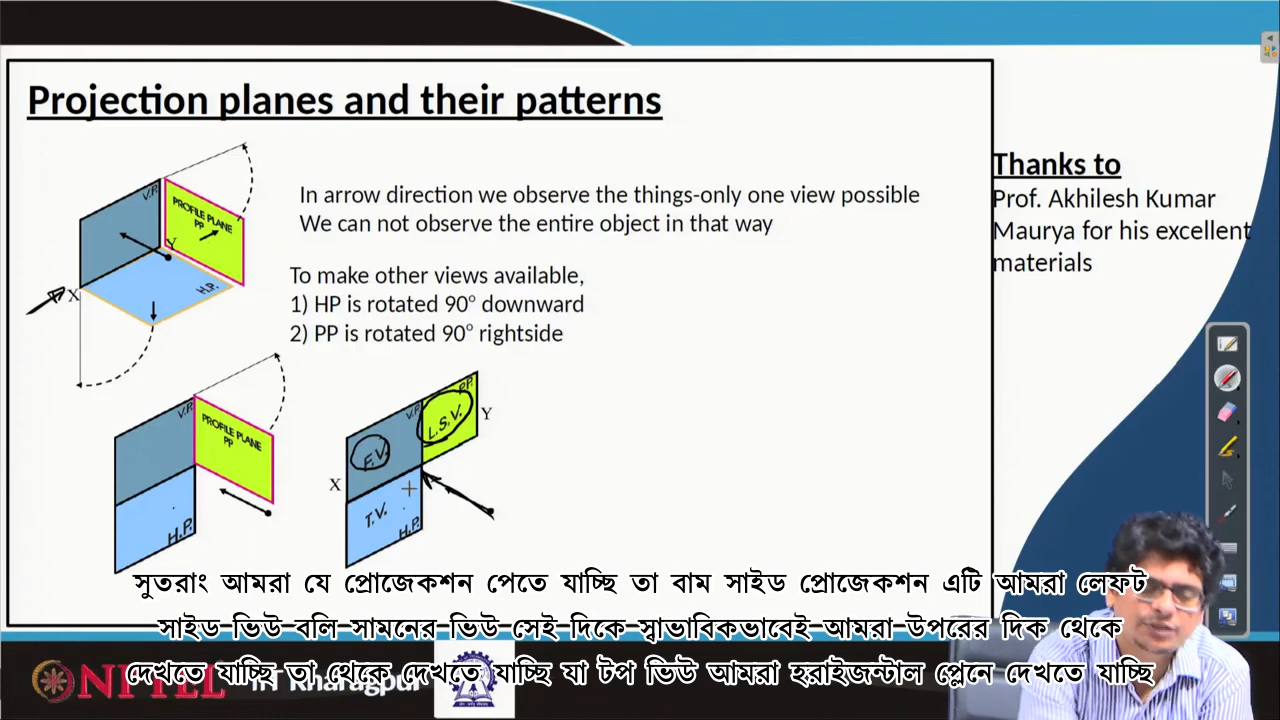 Projection planes and their patterns
V.P.
PROFILE PLANE
PP
Y
X
H.P.
In arrow direction we observe the things-only one view possible
We can not observe the entire object in that way
To make other views available,
1) HP is rotated 90° downward
2) PP is rotated 90° rightside
Thanks to
Prof. Akhilesh Kumar
Maurya for his excellent
materials
V.P.
PROFILE PLANE
PP
H.P.
V.P.
PP.
L.S.V.
Y
F.V.
X
T.V.
H.P.
সুতরাং আমরা যে প্রোজেকশন পেতে যাচ্ছি তা বাম সাইড প্রোজেকশন এটি আমরা লেফট
সাইড ভিউ বলি সামনের ভিউ সেই দিকে স্বাভাবিকভাবেই আমরা উপরের দিক থেকে
দেখতে যাচ্ছি তা থেকে দেখতে যাচ্ছি যা টপ ভিউ আমরা হরাইজন্টাল প্লেনে দেখতে যাচ্ছি
NPTEL
IIT Kharagpur